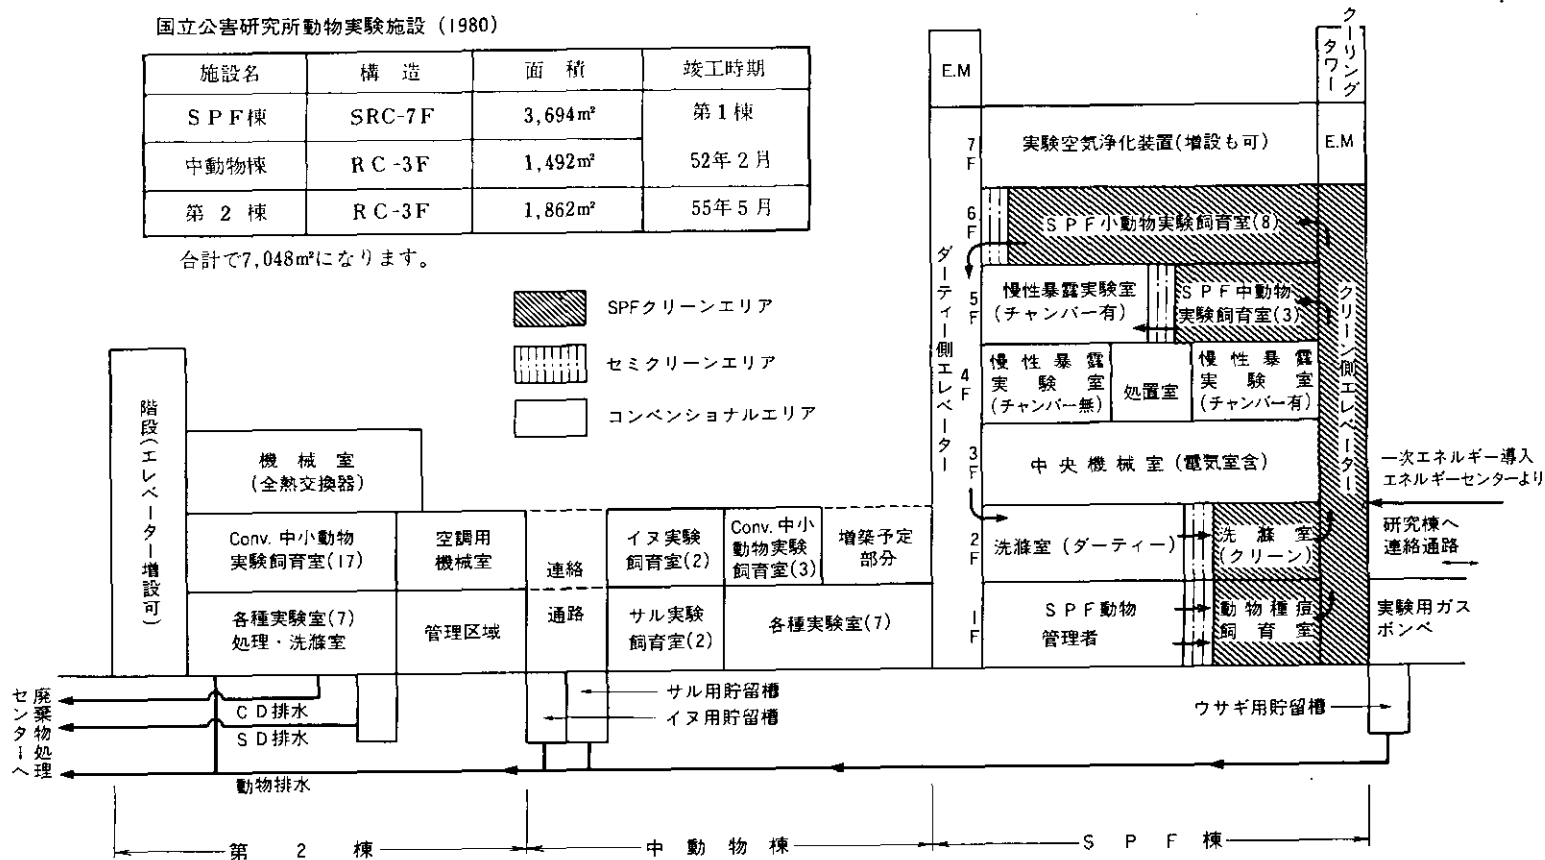 国立公害研究所動物実験施設 (1980)
施設名 構造 面積 竣工時期
SPF棟 SRC-7F 3,694㎡ 第1棟
中動物棟 RC-3F 1,492㎡ 52年2月
第2棟 RC-3F 1,862㎡ 55年5月
合計で7,048㎡になります。
SPFクリーンエリア
セミクリーンエリア
コンベンショナルエリア
クーリング
タワー
E.M
E.M
7F
実験空気浄化装置(増設も可)
6F
SPF小動物実験飼育室(8)
ダーティー側エレベーター
5F
慢性暴露実験室
(チャンバー有)
SPF中動物
実験飼育室(3)
クリーン側エレベーター
4F
慢性暴露
実験室
(チャンバー無)
処置室
慢性暴露
実験室
(チャンバー有)
3F
中央機械室(電気室含)
一次エネルギー導入
エネルギーセンターより
2F
洗滌室(ダーティー)
洗滌室
(クリーン)
研究棟へ
連絡通路
1F
SPF動物
管理者
動物種痘
飼育室
実験用ガス
ボンベ
階段(エレベーター増設可)
機械室
(全熱交換器)
Conv.中小動物
実験飼育室(17)
空調用
機械室
連絡
通路
イヌ実験
飼育室(2)
Conv.中小
動物実験
飼育室(3)
増築予定
部分
各種実験室(7)
処理・洗滌室
管理区域
サル実験
飼育室(2)
各種実験室(7)
廃棄物処理
センターへ
CD排水
SD排水
動物排水
サル用貯留槽
イヌ用貯留槽
ウサギ用貯留槽
第2棟
中動物棟
SPF棟